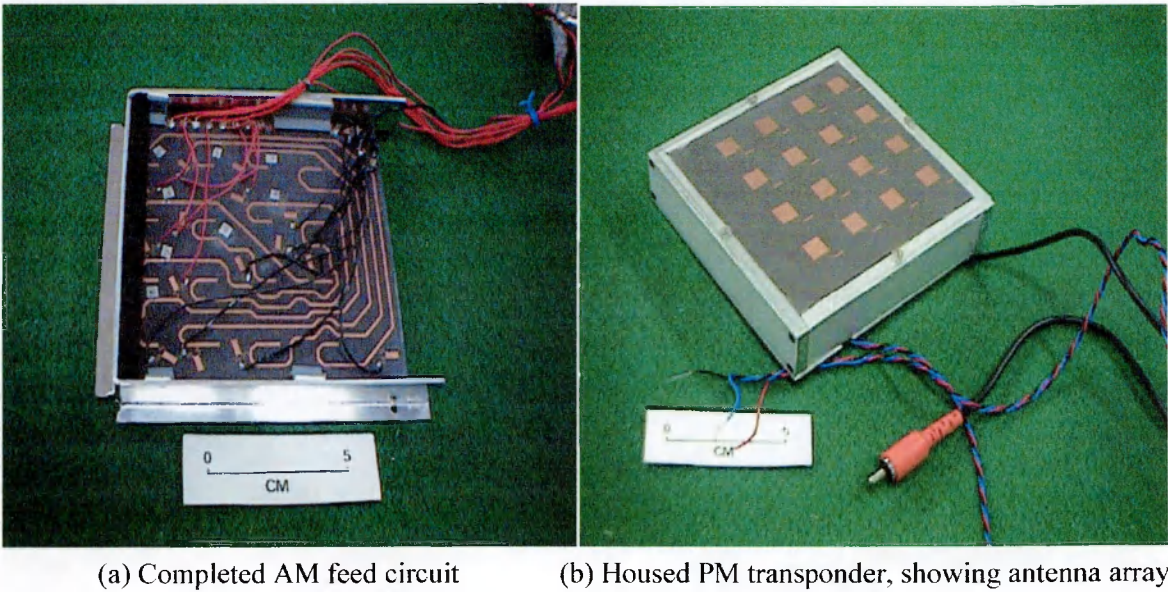 0 5
CM
0 5
CM
(a) Completed AM feed circuit
(b) Housed PM transponder, showing antenna array